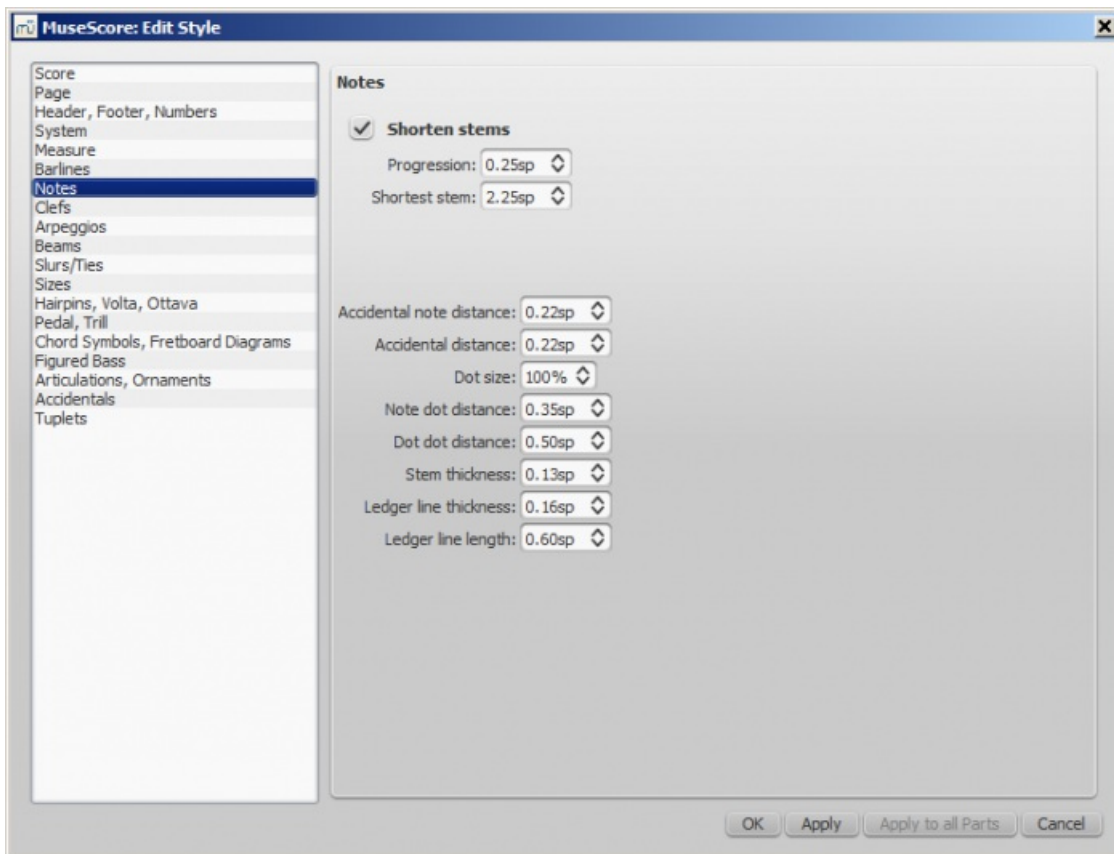 MuseScore: Edit Style
Score
Page
Header, Footer, Numbers
System
Measure
Barlines
Notes
Clefs
Arpeggios
Beams
Slurs/Ties
Sizes
Hairpins, Volta, Ottava
Pedal, Trill
Chord Symbols, Fretboard Diagrams
Figured Bass
Articulations, Ornaments
Accidentals
Tuplets
Notes
Shorten stems
Progression: 0.25sp
Shortest stem: 2.25sp
Accidental note distance: 0.22sp
Accidental distance: 0.22sp
Dot size: 100%
Note dot distance: 0.35sp
Dot dot distance: 0.50sp
Stem thickness: 0.13sp
Ledger line thickness: 0.16sp
Ledger line length: 0.60sp
OK Apply Apply to all Parts Cancel